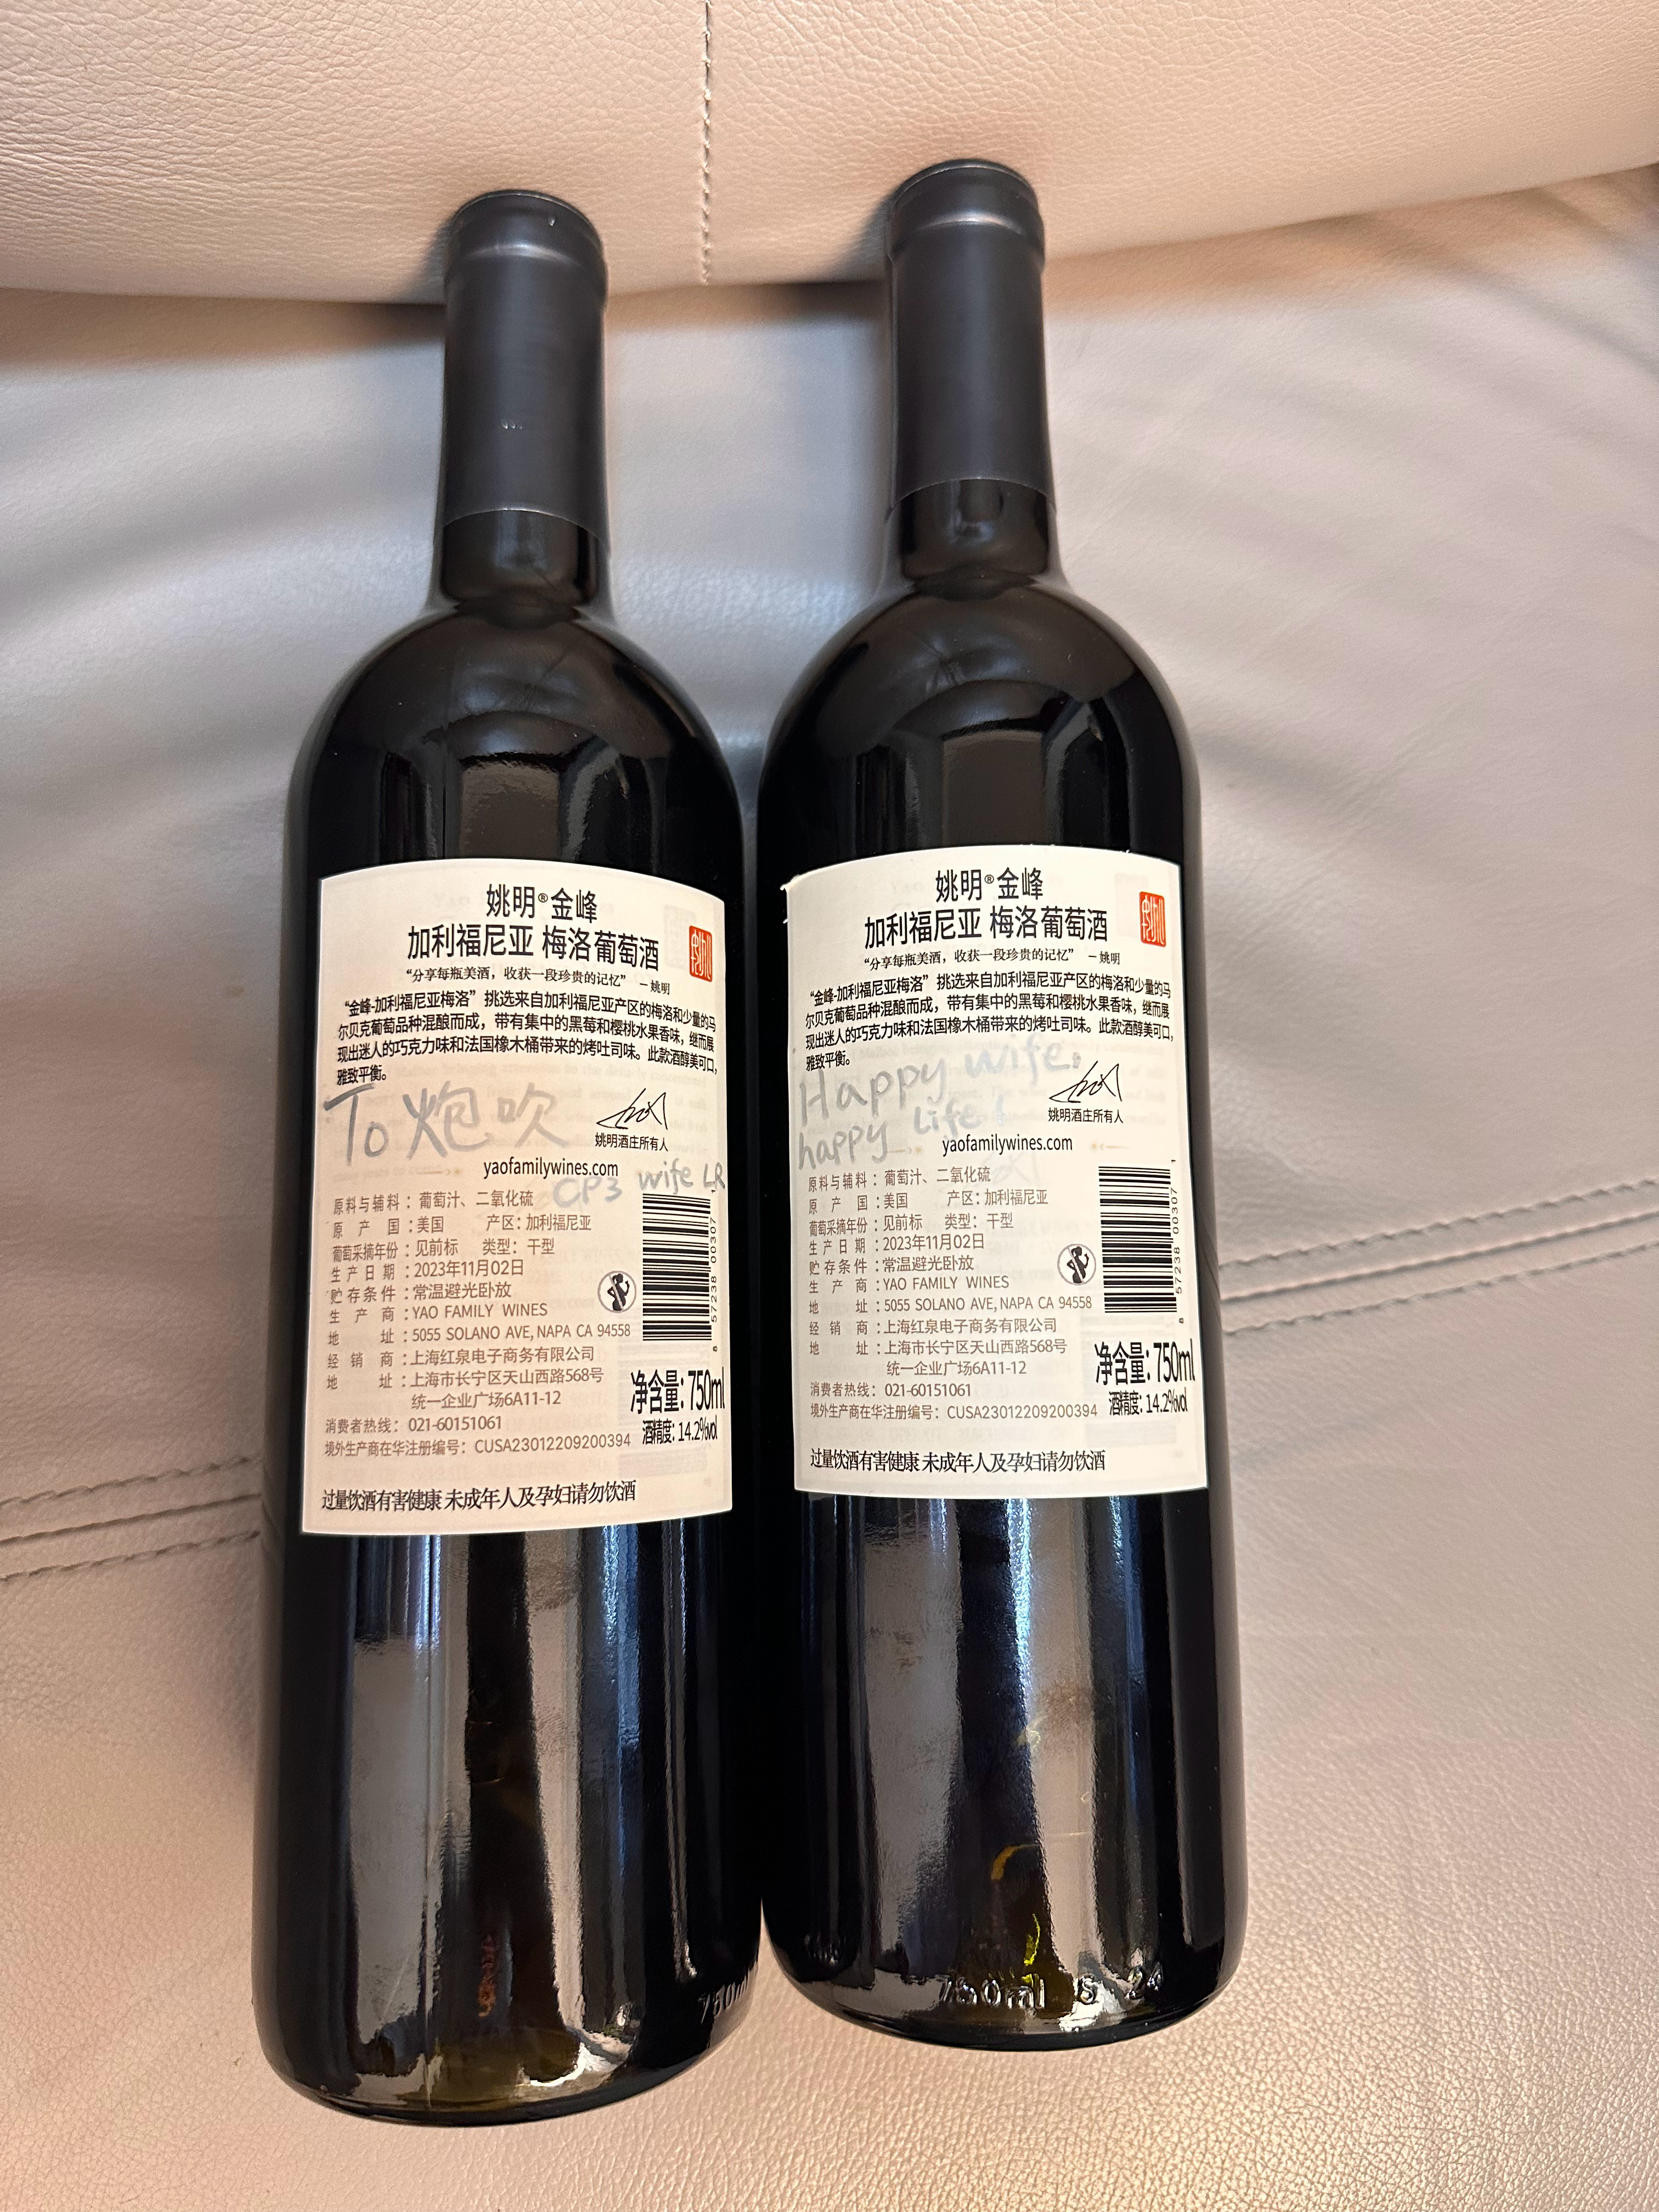 姚明®金峰
加利福尼亚 梅洛葡萄酒
“分享每瓶美酒，收获一段珍贵的记忆” －姚明
“金峰-加利福尼亚梅洛”挑选来自加利福尼亚产区的梅洛和少量的马
尔贝克葡萄品种混酿而成，带有集中的黑莓和樱桃水果香味，继而展
现出迷人的巧克力味和法国橡木桶带来的烤吐司味。此款酒醇美可口，
雅致平衡。
To 炮吹
姚明酒庄所有人
yaofamilywines.com
CP3 wife LR
原料与辅料：葡萄汁、二氧化硫
原产国：美国 产区：加利福尼亚
葡萄采摘年份：见前标 类型：干型
生产日期：2023年11月02日
贮存条件：常温避光卧放
生产商：YAO FAMILY WINES
地址：5055 SOLANO AVE, NAPA CA 94558
经销商：上海红泉电子商务有限公司
地址：上海市长宁区天山西路568号
统一企业广场6A11-12
消费者热线：021-60151061
境外生产商在华注册编号：CUSA23012209200394
8 57238 00307 1
净含量：750ml
酒精度：14.2%vol
过量饮酒有害健康 未成年人及孕妇请勿饮酒
750ml
姚明®金峰
加利福尼亚 梅洛葡萄酒
“分享每瓶美酒，收获一段珍贵的记忆” －姚明
“金峰-加利福尼亚梅洛”挑选来自加利福尼亚产区的梅洛和少量的马
尔贝克葡萄品种混酿而成，带有集中的黑莓和樱桃水果香味，继而展
现出迷人的巧克力味和法国橡木桶带来的烤吐司味。此款酒醇美可口，
雅致平衡。
Happy wife,
happy Life!
姚明酒庄所有人
yaofamilywines.com
原料与辅料：葡萄汁、二氧化硫
原产国：美国 产区：加利福尼亚
葡萄采摘年份：见前标 类型：干型
生产日期：2023年11月02日
贮存条件：常温避光卧放
生产商：YAO FAMILY WINES
地址：5055 SOLANO AVE, NAPA CA 94558
经销商：上海红泉电子商务有限公司
地址：上海市长宁区天山西路568号
统一企业广场6A11-12
消费者热线：021-60151061
境外生产商在华注册编号：CUSA23012209200394
8 57238 00307 1
净含量：750ml
酒精度：14.2%vol
过量饮酒有害健康 未成年人及孕妇请勿饮酒
750ml S 24